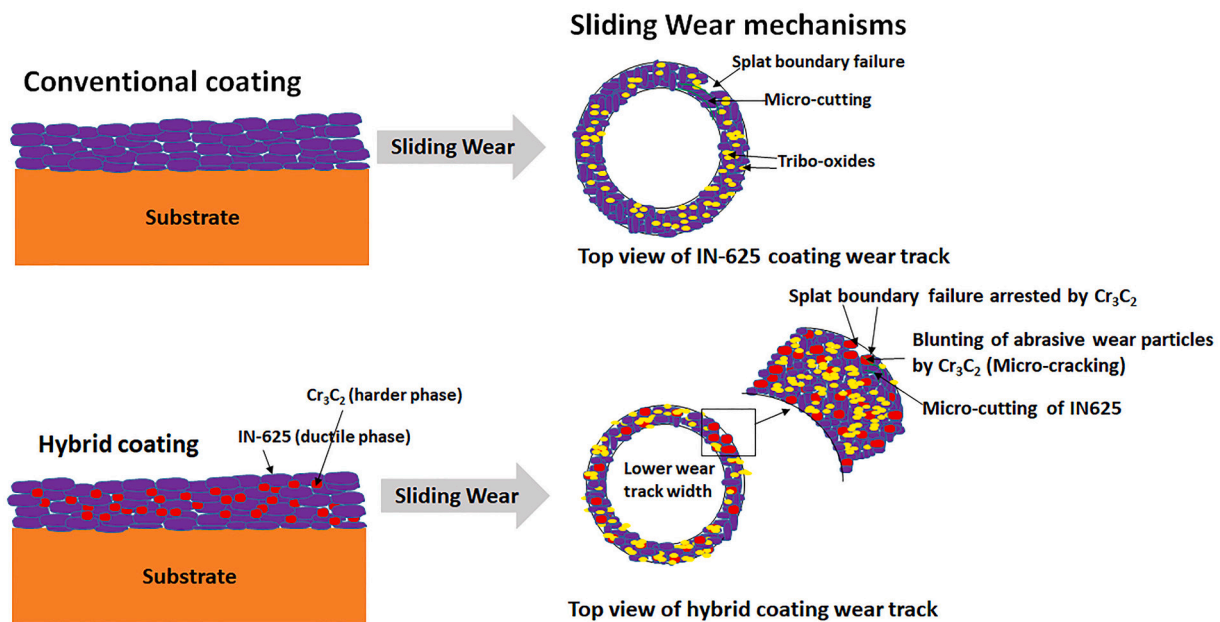 Sliding Wear mechanisms
Conventional coating
Splat boundary failure
Micro-cutting
Sliding Wear
Tribo-oxides
Substrate
Top view of IN-625 coating wear track
Splat boundary failure arrested by Cr₃C₂
Blunting of abrasive wear particles
by Cr₃C₂ (Micro-cracking)
Micro-cutting of IN625
Cr₃C₂ (harder phase)
IN-625 (ductile phase)
Hybrid coating
Lower wear
track width
Sliding Wear
Substrate
Top view of hybrid coating wear track